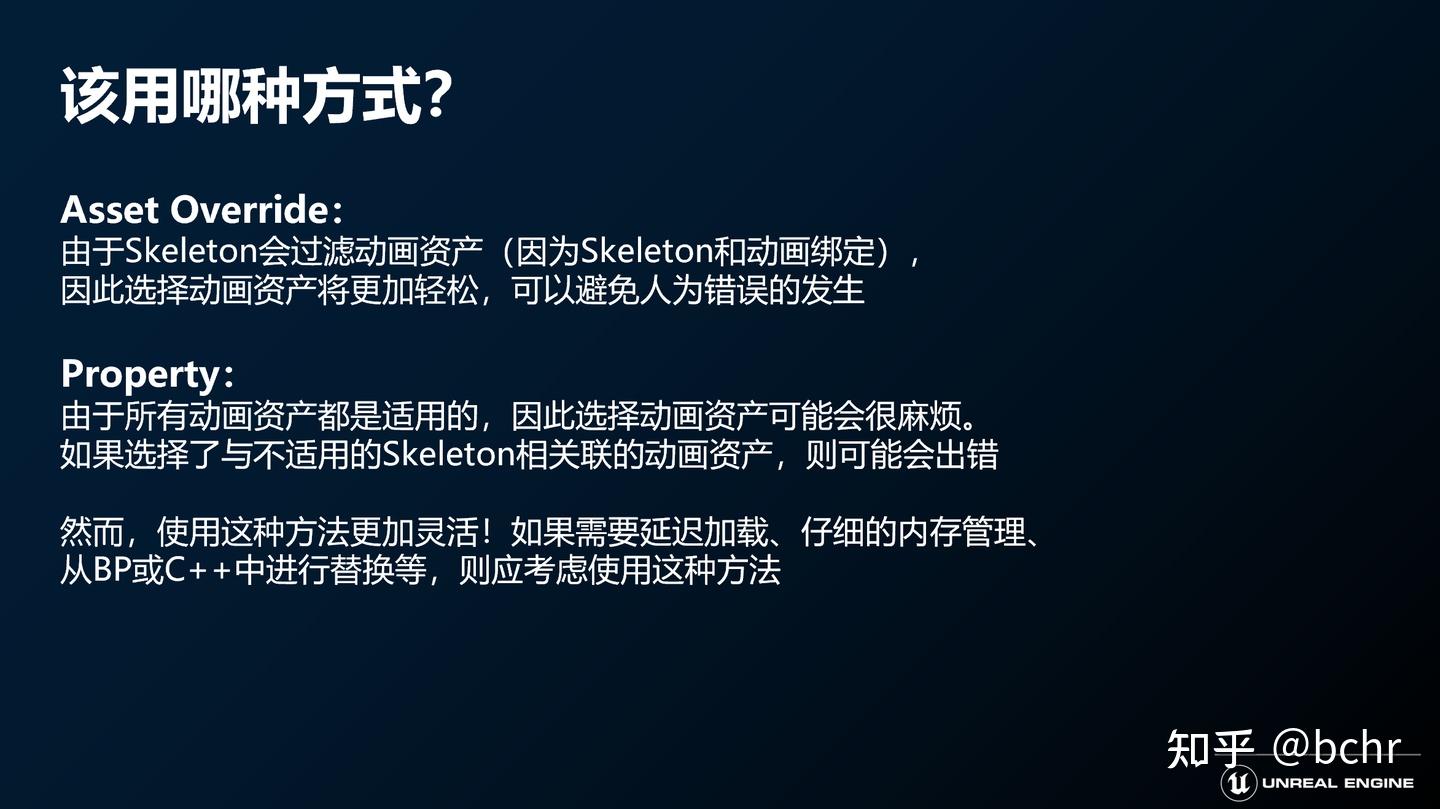 该用哪种方式？
Asset Override：
由于Skeleton会过滤动画资产（因为Skeleton和动画绑定），
因此选择动画资产将更加轻松，可以避免人为错误的发生
Property：
由于所有动画资产都是适用的，因此选择动画资产可能会很麻烦。
如果选择了与不适用的Skeleton相关联的动画资产，则可能会出错
然而，使用这种方法更加灵活！如果需要延迟加载、仔细的内存管理、
从BP或C++中进行替换等，则应考虑使用这种方法
知乎 @bchr
UNREAL ENGINE